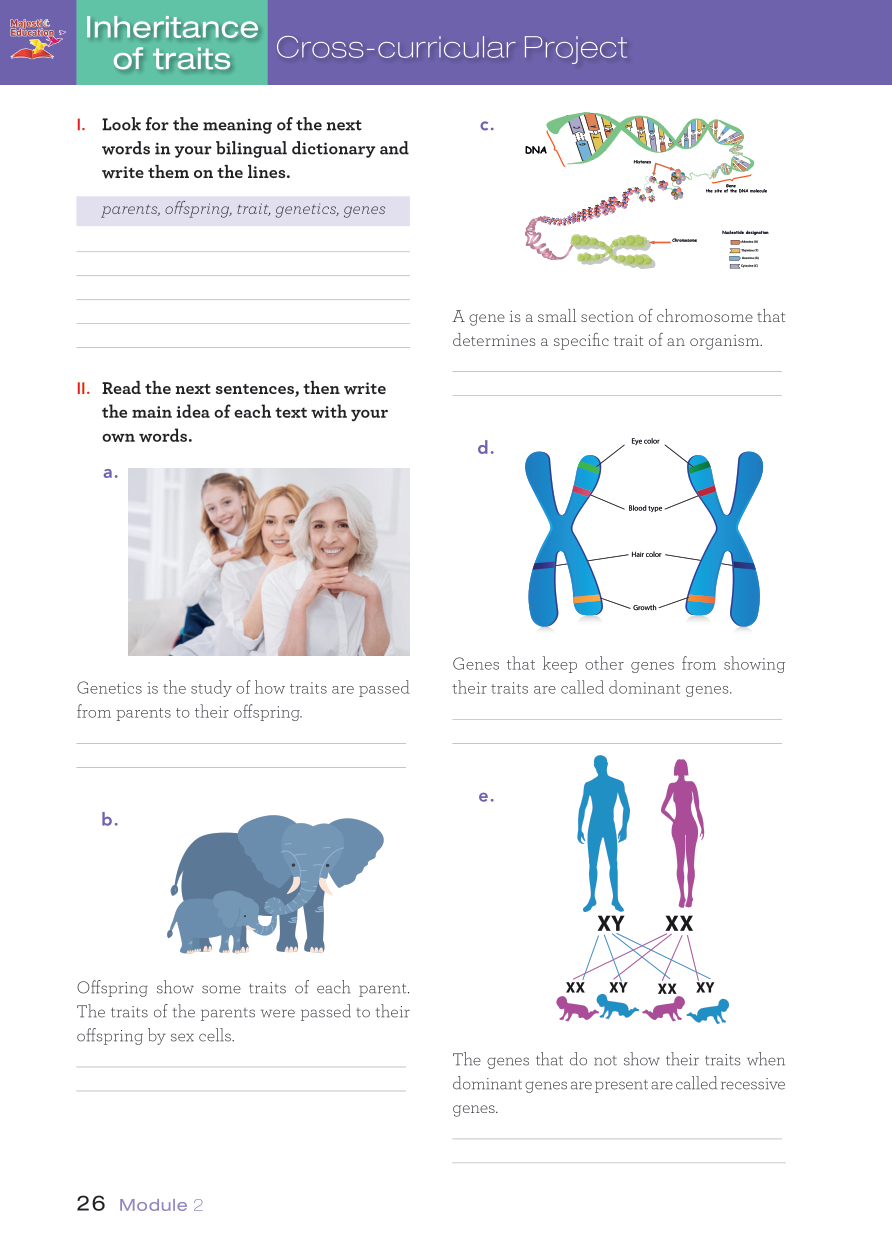 Majestic
Education
Inheritance
of traits
Cross-curricular Project
I. Look for the meaning of the next
words in your bilingual dictionary and
write them on the lines.
parents, offspring, trait, genetics, genes
II. Read the next sentences, then write
the main idea of each text with your
own words.
a.
Genetics is the study of how traits are passed
from parents to their offspring.
b.
Offspring show some traits of each parent.
The traits of the parents were passed to their
offspring by sex cells.
c.
DNA
Histones
Gene
the site of the DNA molecule
Chromosome
Nucleotide designation
Adenine (A)
Thymine (T)
Guanine (G)
Cytosine (C)
A gene is a small section of chromosome that
determines a specific trait of an organism.
d.
Eye color
Blood type
Hair color
Growth
Genes that keep other genes from showing
their traits are called dominant genes.
e.
XY XX
XX XY XX XY
The genes that do not show their traits when
dominant genes are present are called recessive
genes.
26 Module 2